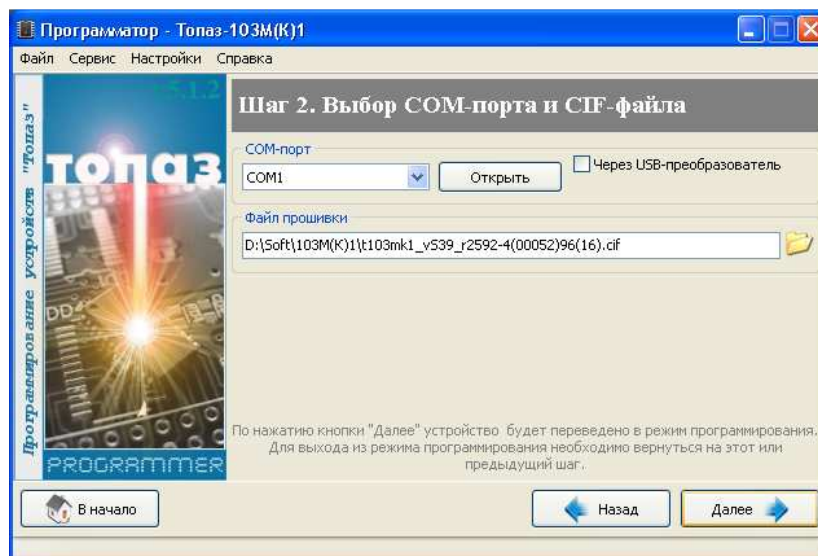 Программатор - Топаз-103М(К)1
Файл Сервис Настройки Справка
v5.1.2
Программирование устройств "Топаз"
топаз
PROGRAMMER
Шаг 2. Выбор COM-порта и CIF-файла
COM-порт
COM1
Открыть
Через USB-преобразователь
Файл прошивки
D:\Soft\103М(К)1\t103mk1_v539_r2592-4(00052)96(16).cif
По нажатию кнопки "Далее" устройство будет переведено в режим программирования.
Для выхода из режима программирования необходимо вернуться на этот или
предыдущий шаг.
В начало
Назад
Далее